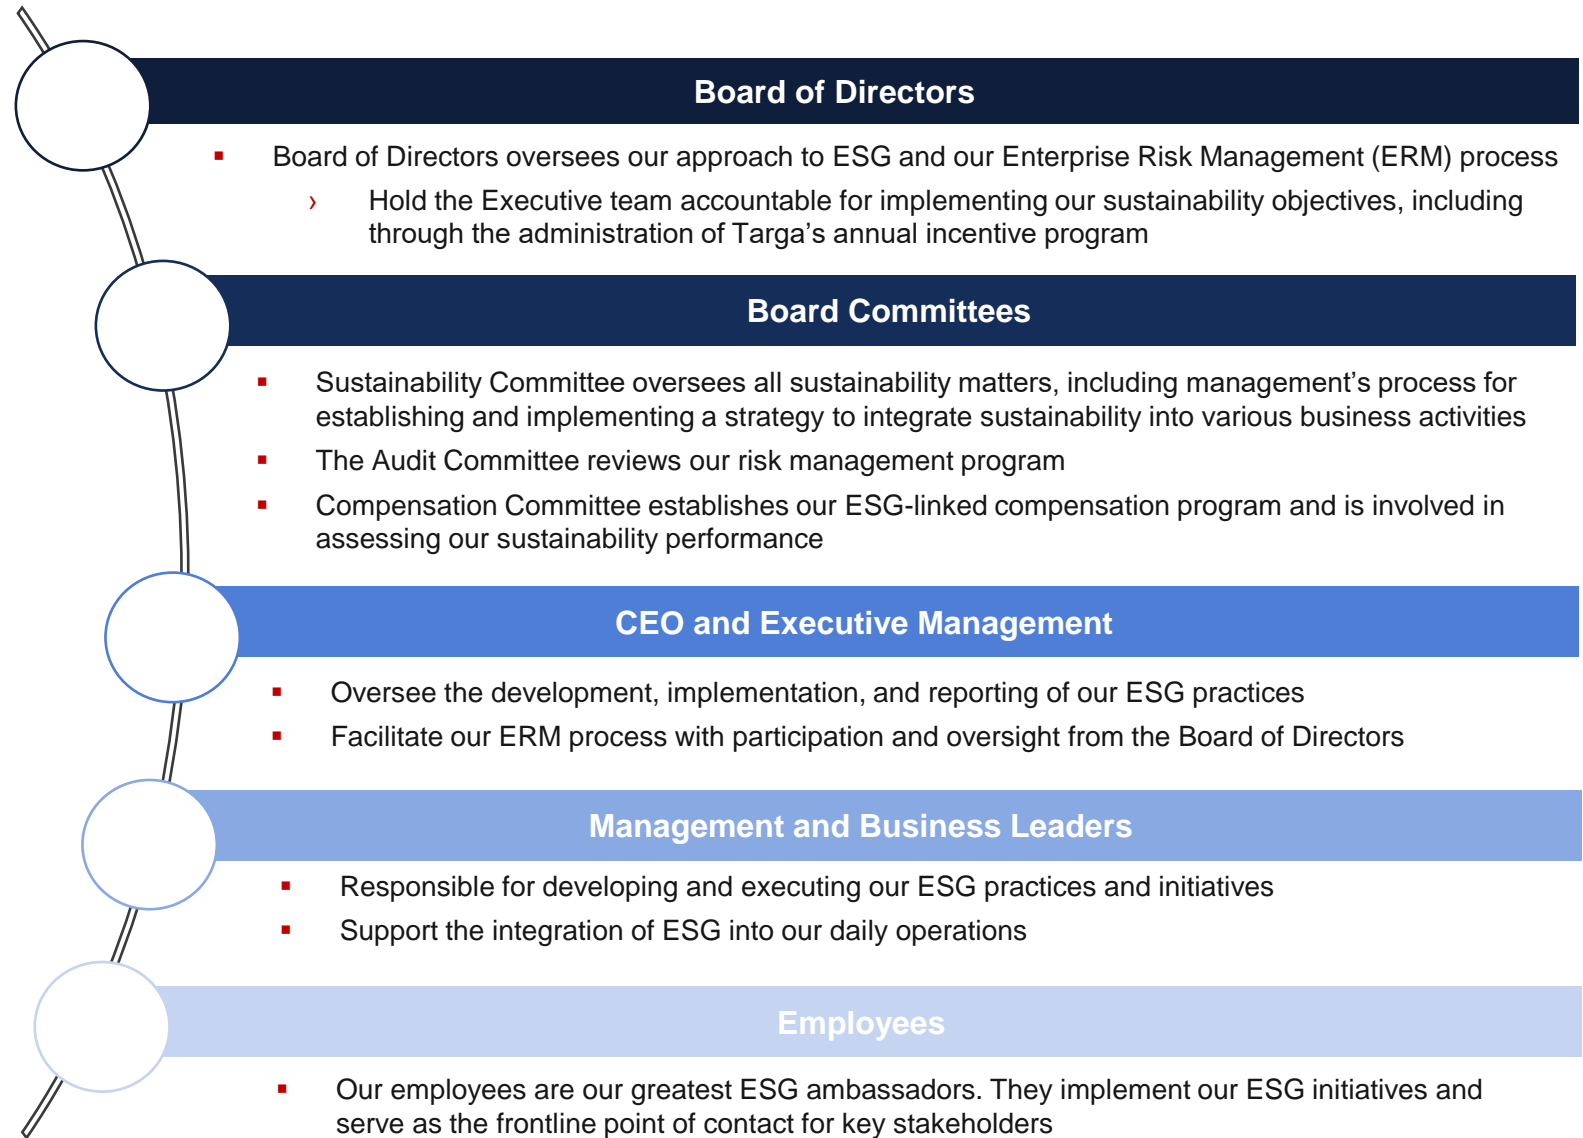 Board of Directors
▪ Board of Directors oversees our approach to ESG and our Enterprise Risk Management (ERM) process
› Hold the Executive team accountable for implementing our sustainability objectives, including
through the administration of Targa’s annual incentive program
Board Committees
▪ Sustainability Committee oversees all sustainability matters, including management’s process for
establishing and implementing a strategy to integrate sustainability into various business activities
▪ The Audit Committee reviews our risk management program
▪ Compensation Committee establishes our ESG-linked compensation program and is involved in
assessing our sustainability performance
CEO and Executive Management
▪ Oversee the development, implementation, and reporting of our ESG practices
▪ Facilitate our ERM process with participation and oversight from the Board of Directors
Management and Business Leaders
▪ Responsible for developing and executing our ESG practices and initiatives
▪ Support the integration of ESG into our daily operations
Employees
▪ Our employees are our greatest ESG ambassadors. They implement our ESG initiatives and
serve as the frontline point of contact for key stakeholders